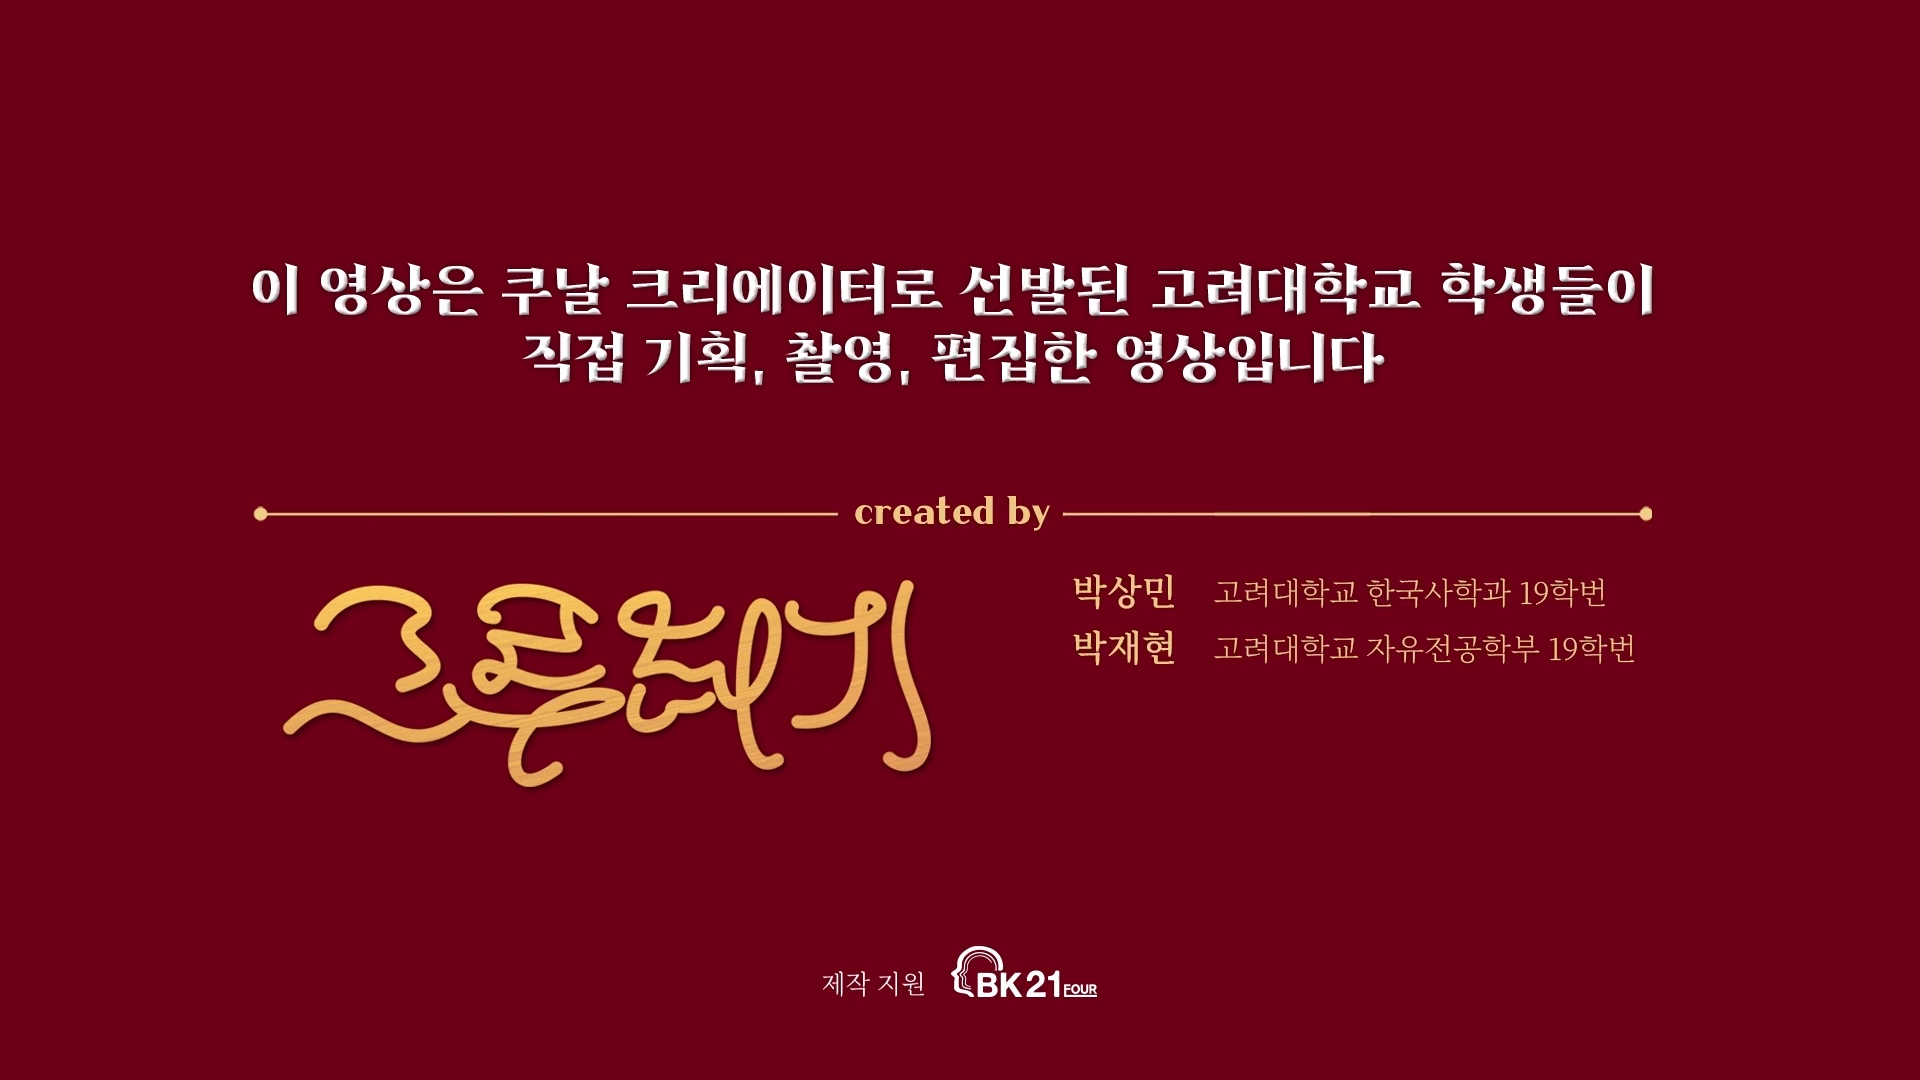 이 영상은 쿠날 크리에이터로 선발된 고려대학교 학생들이
직접 기획, 촬영, 편집한 영상입니다
created by
박상민 고려대학교 한국사학과 19학번
박재현 고려대학교 자유전공학부 19학번
제작 지원 BK21 FOUR